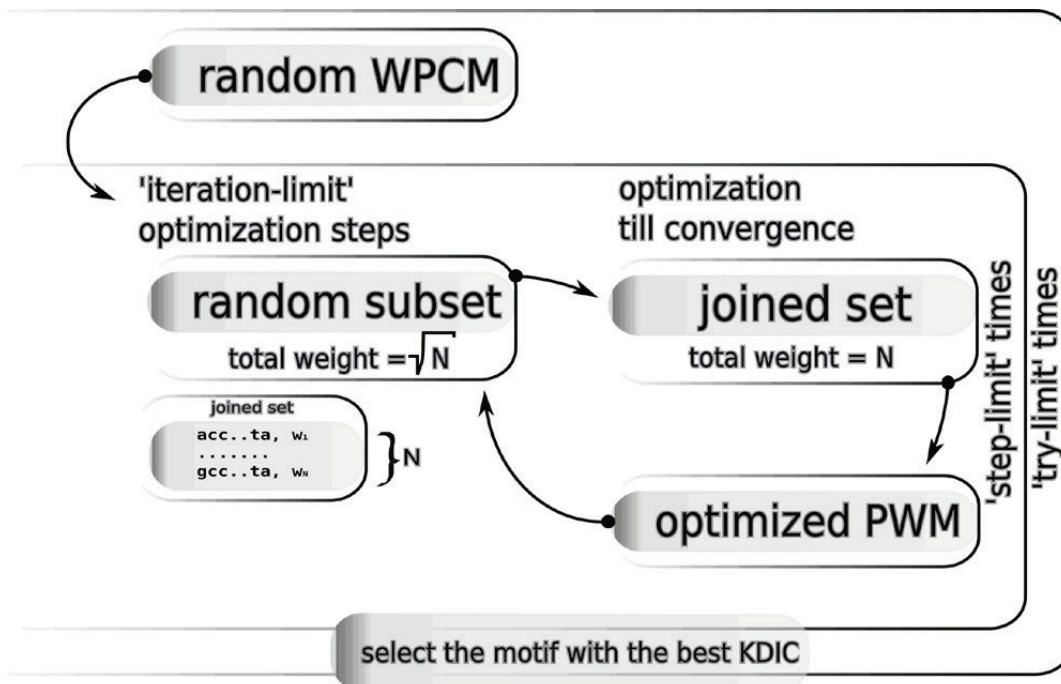 random WPCM
'iteration-limit'
optimization steps
random subset
total weight = √N
optimization
till convergence
joined set
total weight = N
'step-limit' times
'try-limit' times
joined set
acc..ta, w₁
.......
gcc..ta, wɴ
} N
optimized PWM
select the motif with the best KDIC